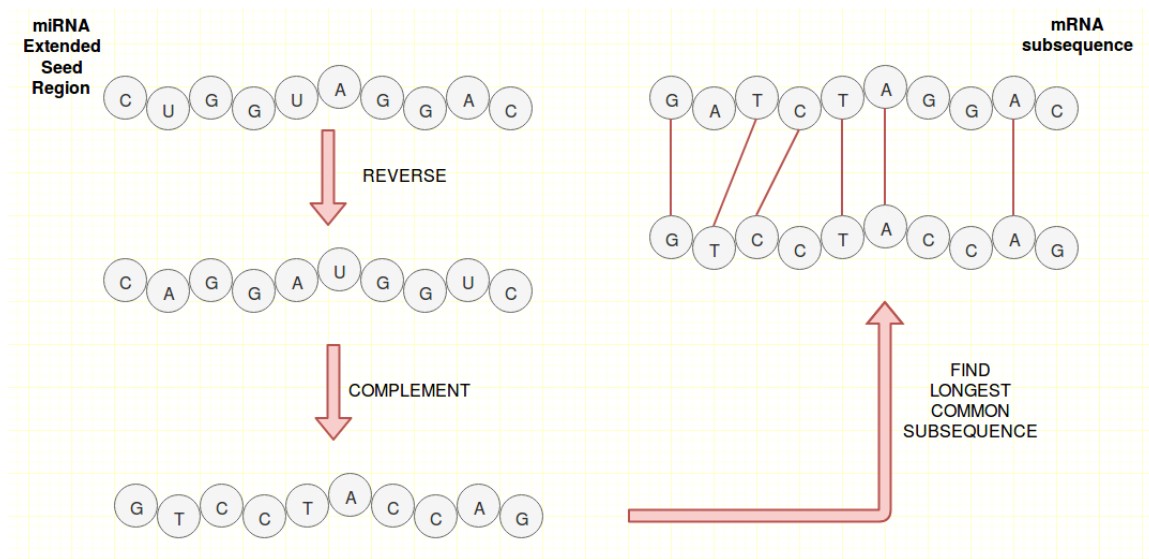 miRNA
Extended
Seed
Region
C U G G U A G G A C
REVERSE
C A G G A U G G U C
COMPLEMENT
G T C C T A C C A G
mRNA
subsequence
G A T C T A G G A C
G T C C T A C C A G
FIND
LONGEST
COMMON
SUBSEQUENCE